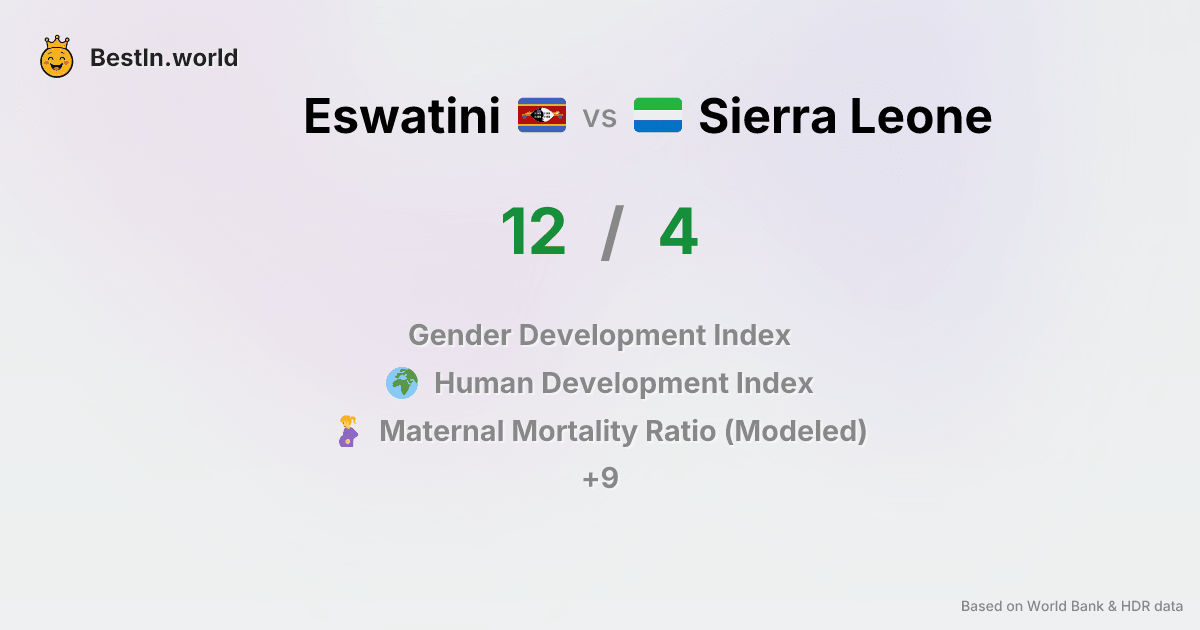 BestIn.world
Eswatini vs Sierra Leone
12 / 4
Gender Development Index
Human Development Index
Maternal Mortality Ratio (Modeled)
+9
Based on World Bank & HDR data